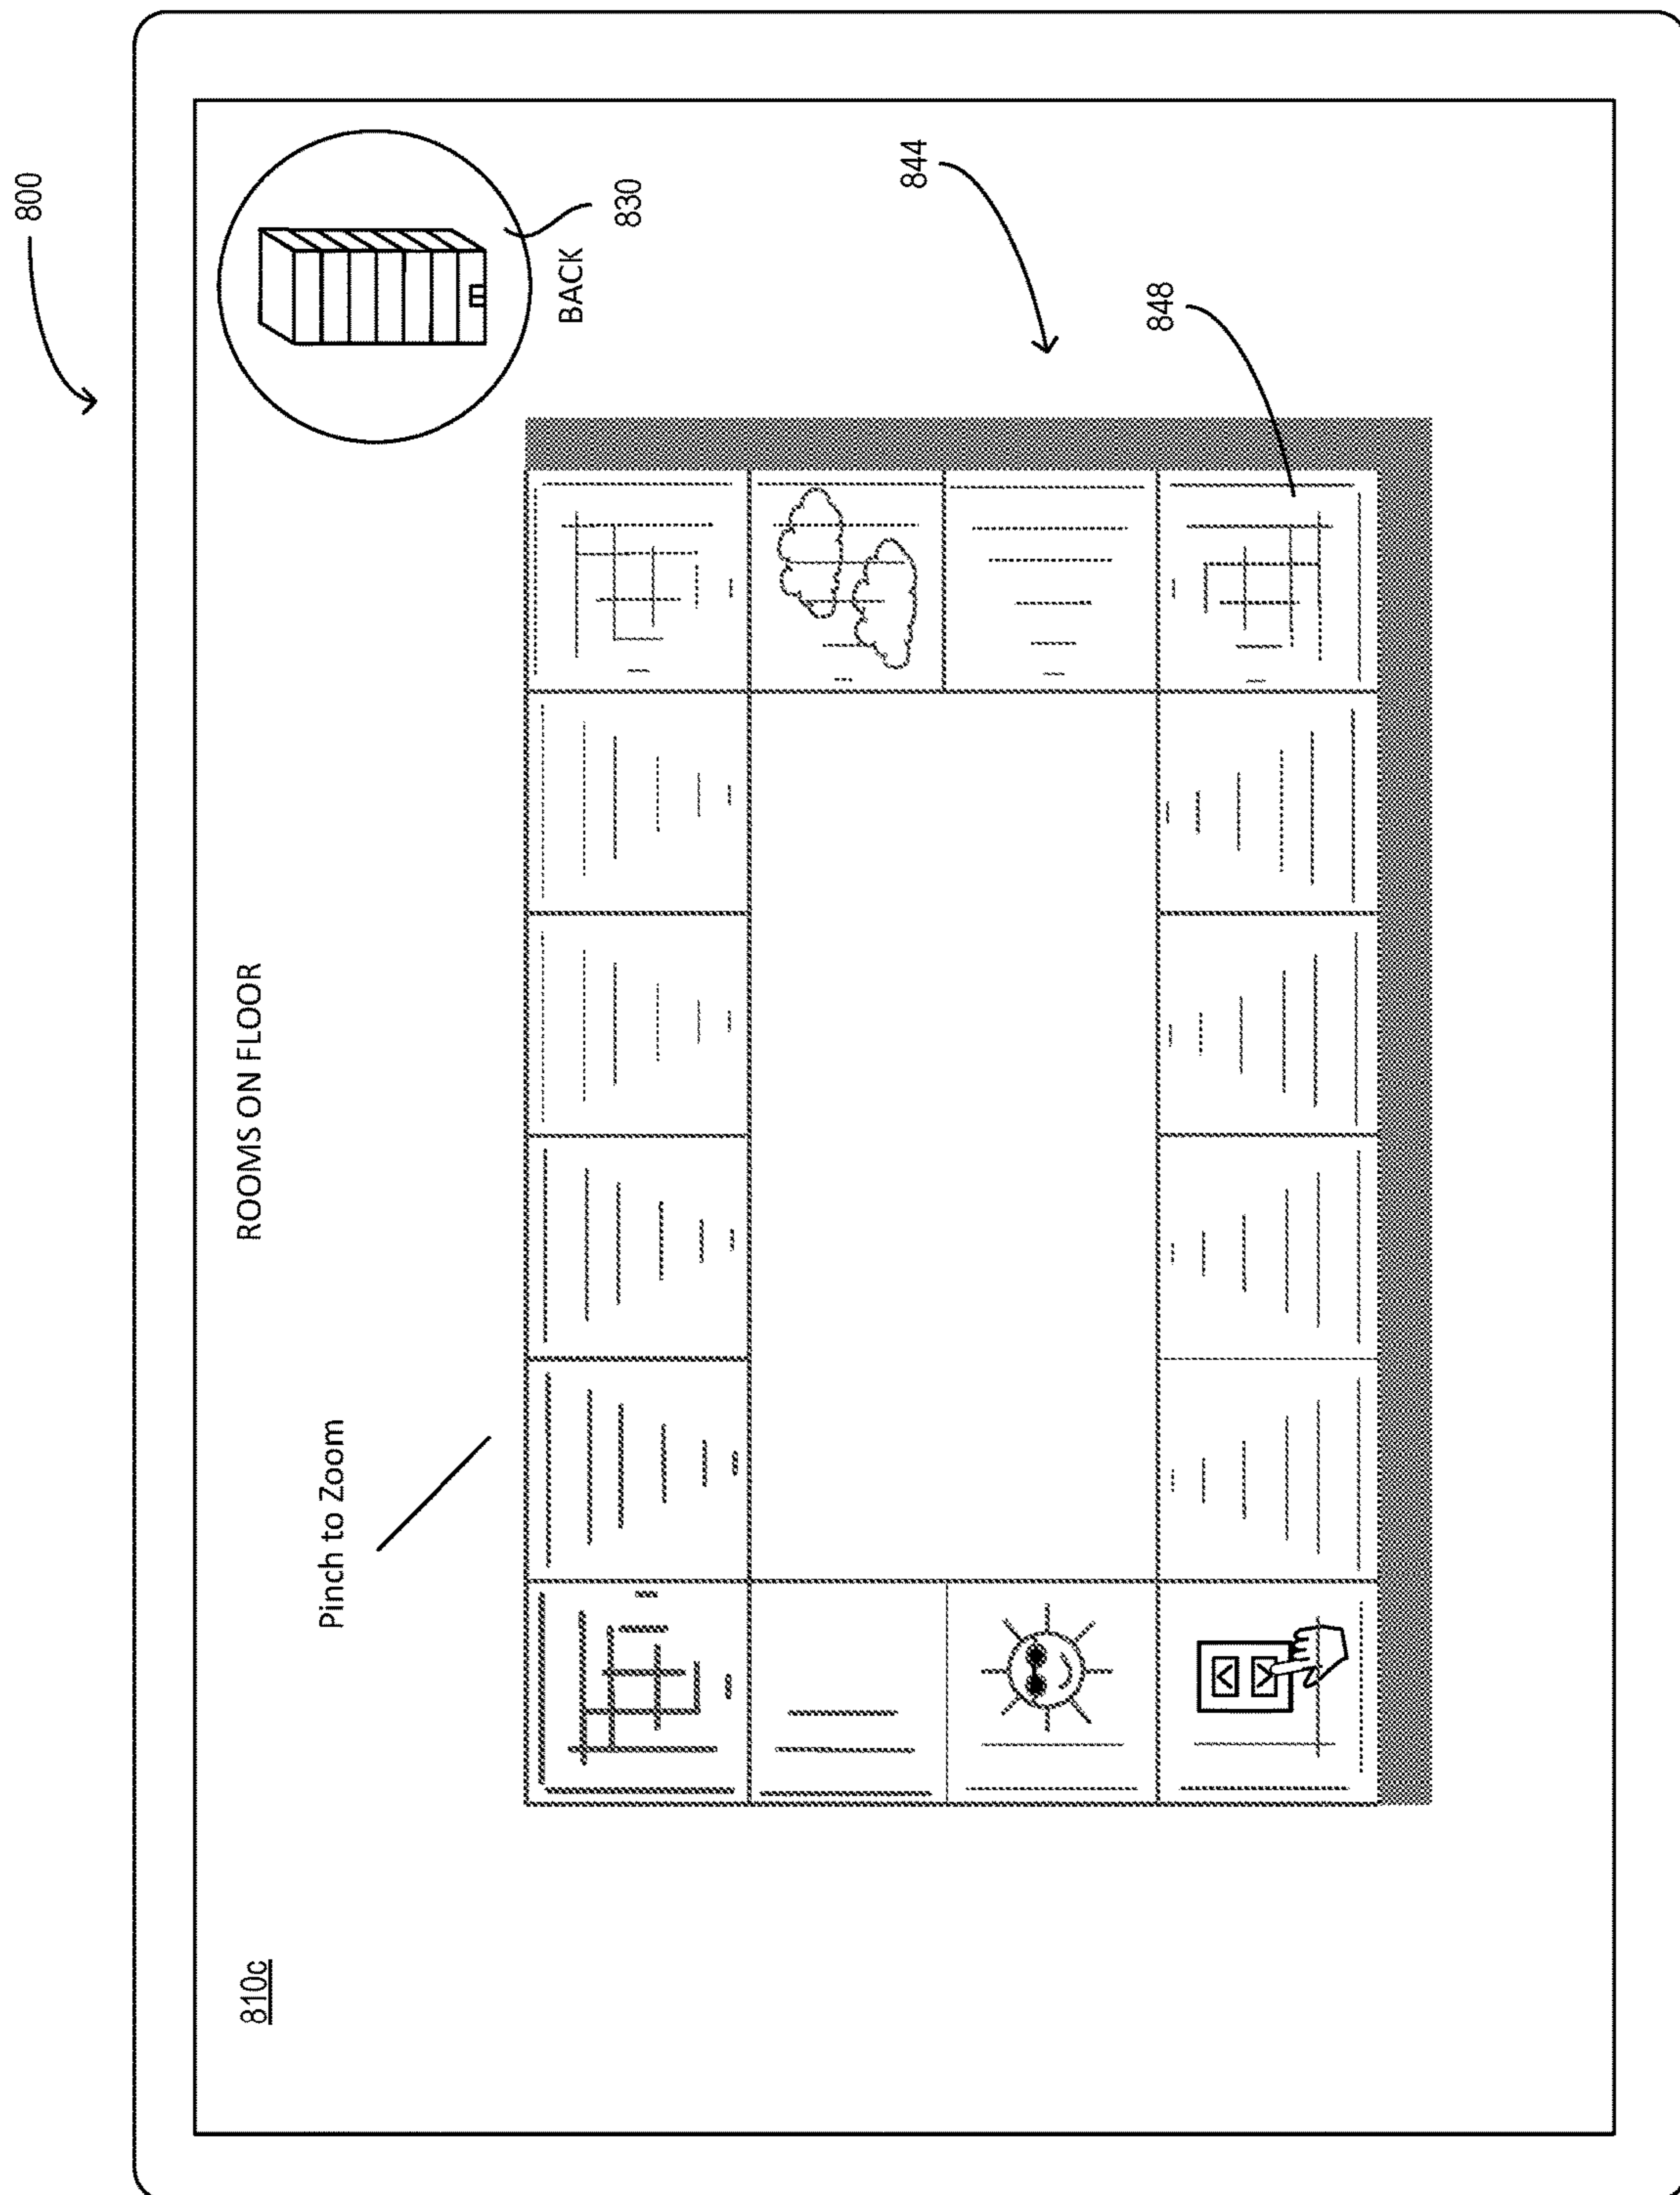 800
810c
ROOMS ON FLOOR
Pinch to Zoom
BACK
830
844
848